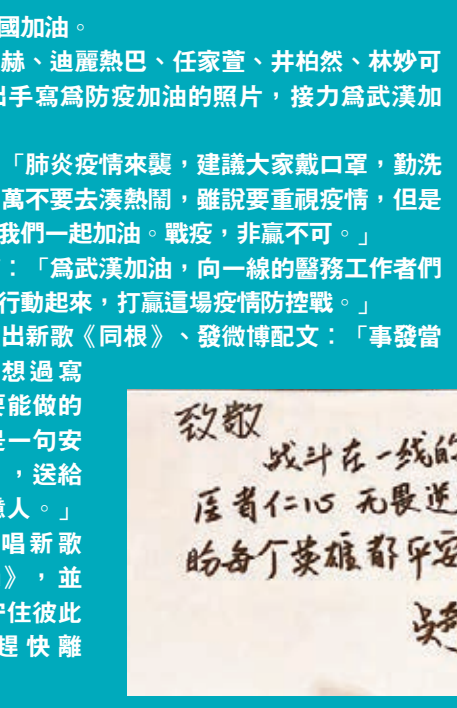 國加油。
赫、迪麗熱巴、任家萱、井柏然、林妙可
出手寫爲防疫加油的照片，接力爲武漢加
「肺炎疫情來襲，建議大家戴口罩，勤洗
萬不要去湊熱鬧，雖說要重視疫情，但是
我們一起加油。戰疫，非贏不可。」
：「爲武漢加油，向一線的醫務工作者們
行動起來，打贏這場疫情防控戰。」
出新歌《同根》、發微博配文：「事發當
想過寫
要能做的
是一句安
，送給
億人。」
唱新歌
》，並
守住彼此
趕快離
致敬
战斗在一线的
医者仁心 无畏逆
盼每个英雄都平安